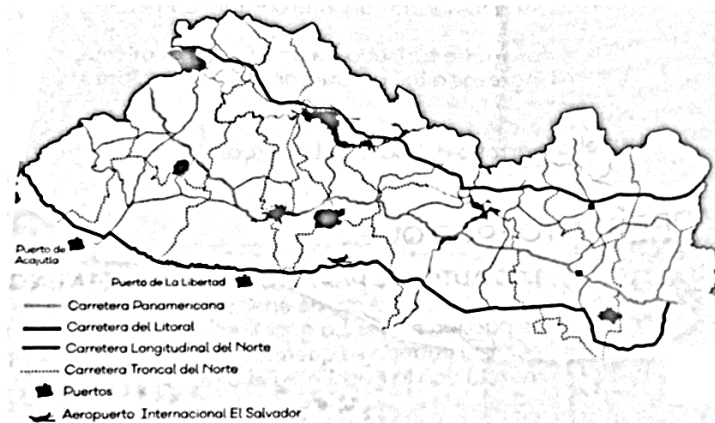 Puerto de
Acajutla
Puerto de La Libertad
Carretera Panamericana
Carretera del Litoral
Carretera Longitudinal del Norte
Carretera Troncal del Norte
Puertos
Aeropuerto Internacional El Salvador